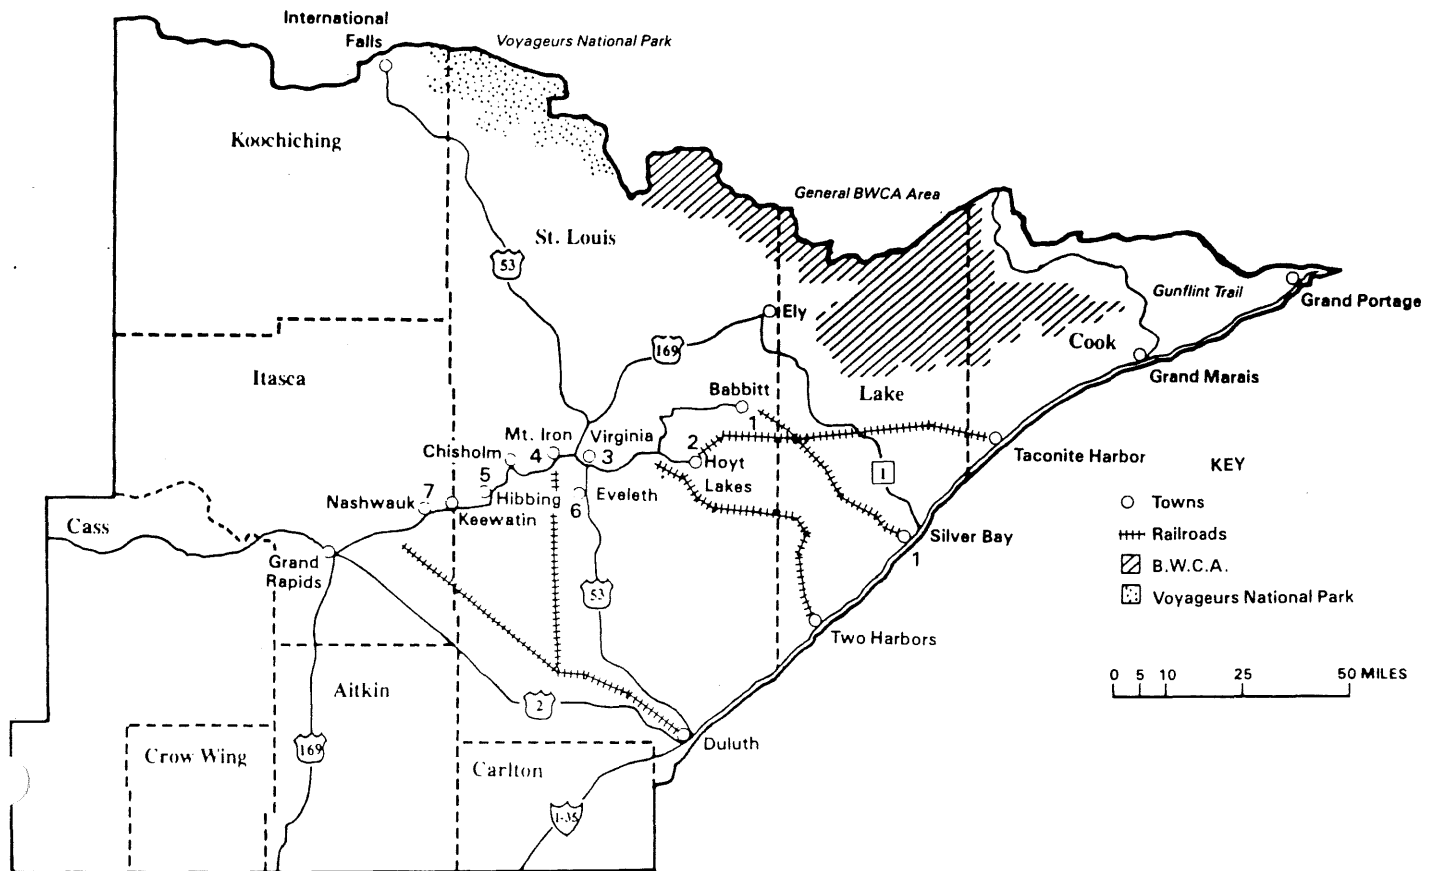 International
Falls
Voyageurs National Park
Koochiching
General BWCA Area
St. Louis
53
Gunflint Trail
Grand Portage
Ely
169
Cook
Itasca
Grand Marais
Lake
Babbitt
1
Mt. Iron
Virginia
Chisholm
4
3
2
Hoyt
Lakes
Taconite Harbor
5
1
Nashwauk
7
Hibbing
Eveleth
Keewatin
6
Cass
Silver Bay
1
Grand
Rapids
53
Two Harbors
Aitkin
2
169
Crow Wing
Duluth
Carlton
I-35
KEY
Towns
Railroads
B.W.C.A.
Voyageurs National Park
0 5 10 25 50 MILES